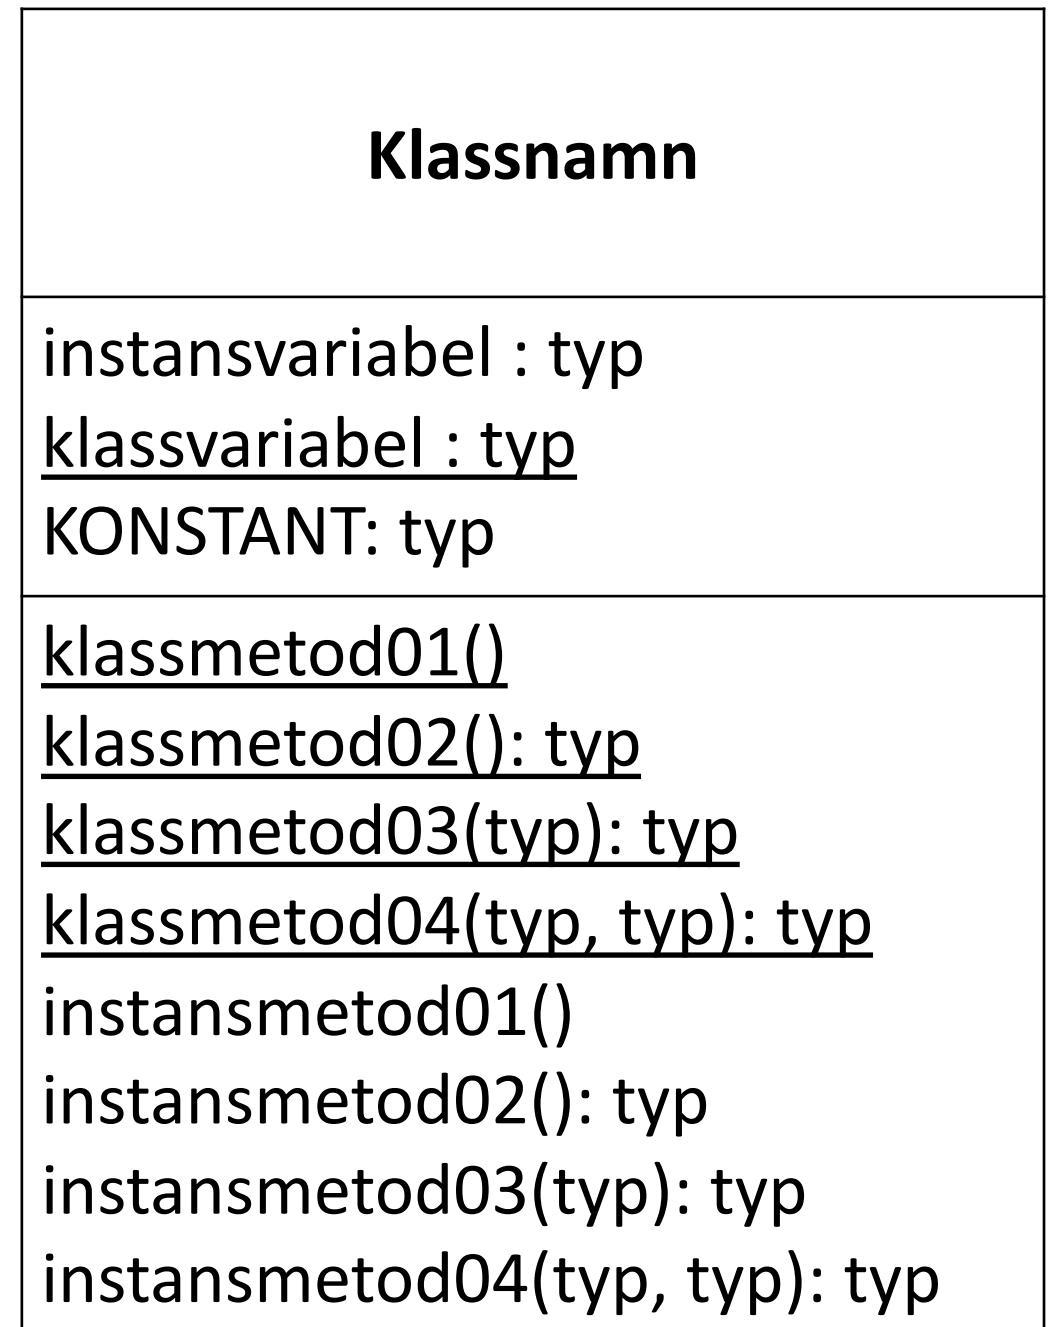 Klassnamn
instansvariabel : typ
klassvariabel : typ
KONSTANT: typ
klassmetod01()
klassmetod02(): typ
klassmetod03(typ): typ
klassmetod04(typ, typ): typ
instansmetod01()
instansmetod02(): typ
instansmetod03(typ): typ
instansmetod04(typ, typ): typ